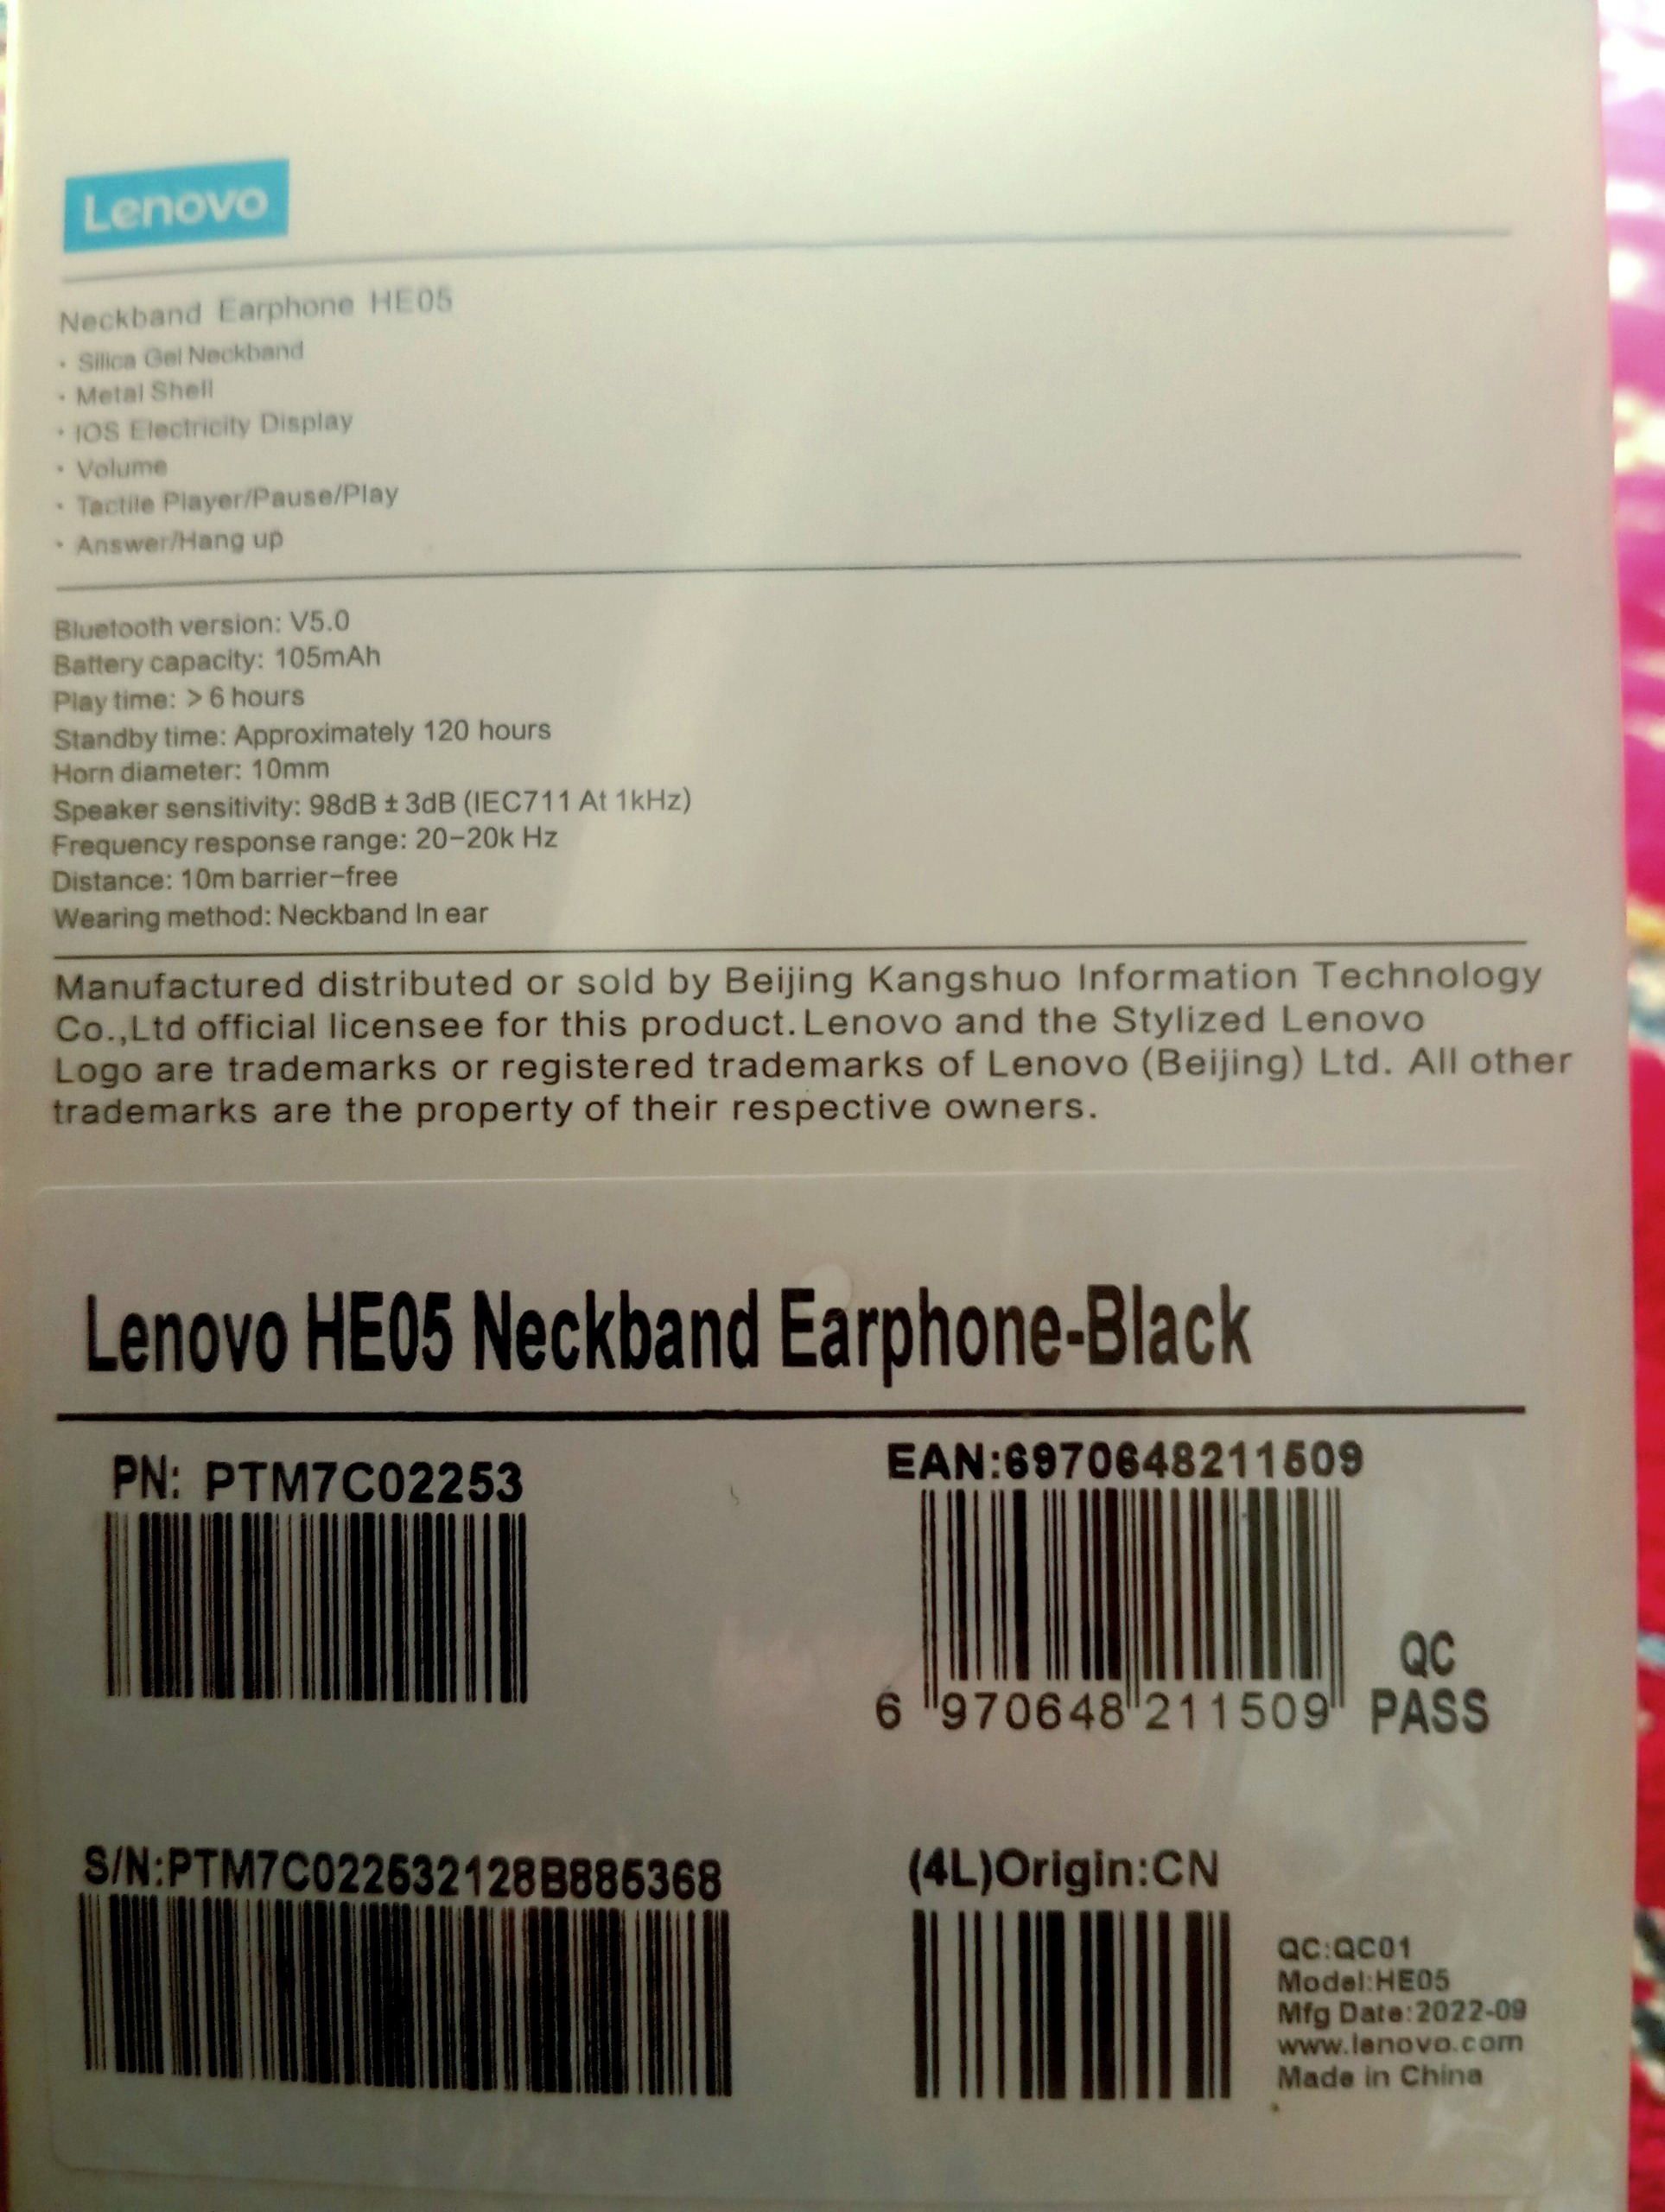 Lenovo
Neckband Earphone HE05
· Silica Gel Neckband
· Metal Shell
· IOS Electricity Display
· Volume
· Tactile Player/Pause/Play
· Answer/Hang up
Bluetooth version: V5.0
Battery capacity: 105mAh
Play time: > 6 hours
Standby time: Approximately 120 hours
Horn diameter: 10mm
Speaker sensitivity: 98dB ± 3dB (IEC711 At 1kHz)
Frequency response range: 20-20k Hz
Distance: 10m barrier-free
Wearing method: Neckband In ear
Manufactured distributed or sold by Beijing Kangshuo Information Technology
Co.,Ltd official licensee for this product. Lenovo and the Stylized Lenovo
Logo are trademarks or registered trademarks of Lenovo (Beijing) Ltd. All other
trademarks are the property of their respective owners.
Lenovo HE05 Neckband Earphone-Black
PN: PTM7C02253
EAN:6970648211509
6 970648 211509
QC
PASS
S/N:PTM7C022532128B885368
(4L)Origin:CN
QC:QC01
Model:HE05
Mfg Date:2022-09
www.lenovo.com
Made in China